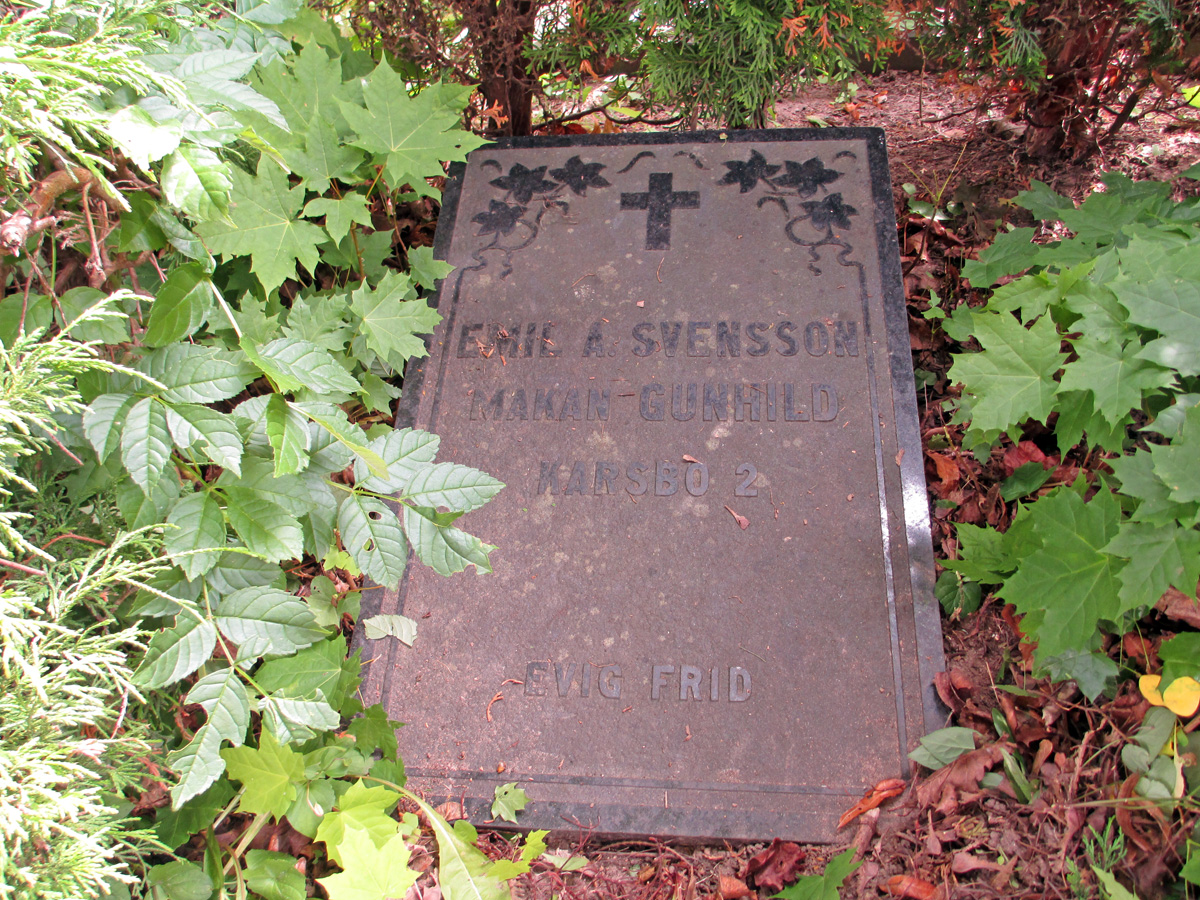 EMIL A. SVENSSON
MAKAN GUNHILD
KARSBO 2
EVIG FRID